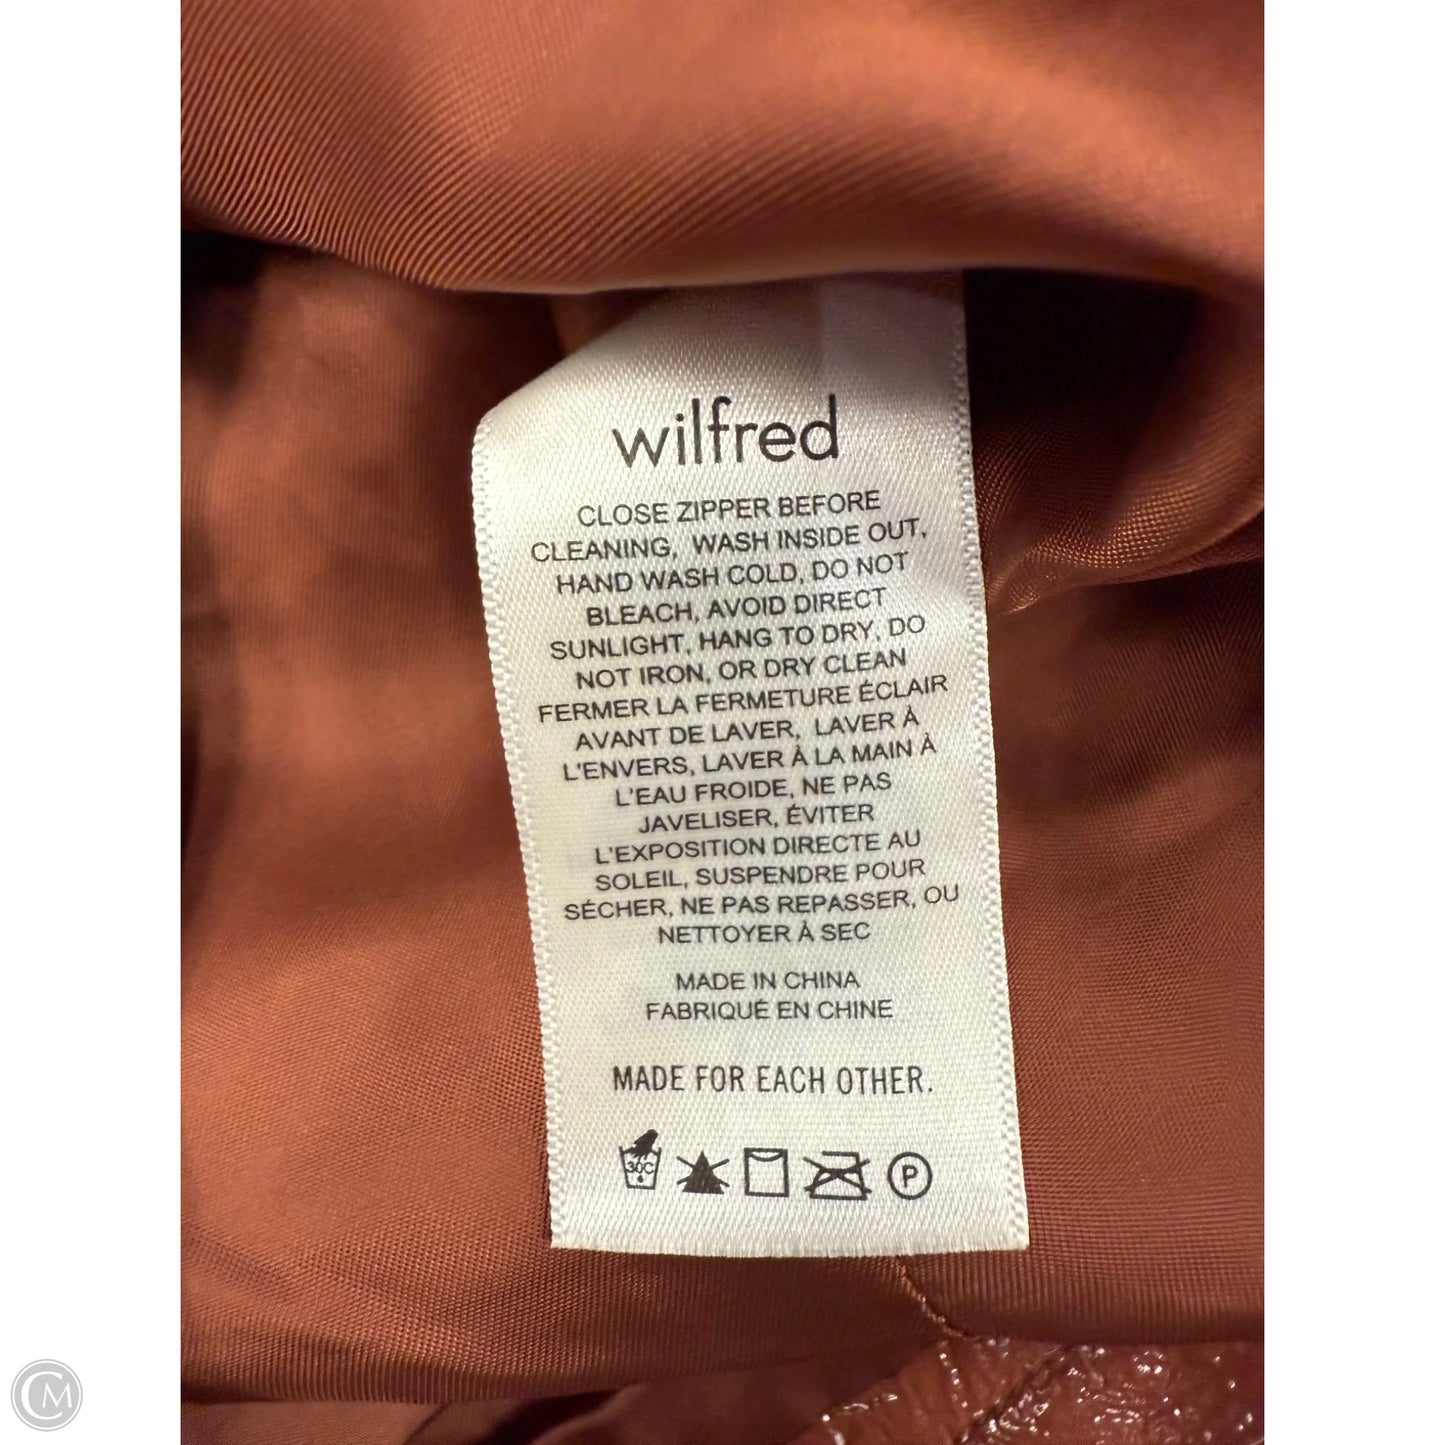 wilfred
CLOSE ZIPPER BEFORE
CLEANING, WASH INSIDE OUT,
HAND WASH COLD, DO NOT
BLEACH, AVOID DIRECT
SUNLIGHT, HANG TO DRY, DO
NOT IRON, OR DRY CLEAN
FERMER LA FERMETURE ÉCLAIR
AVANT DE LAVER, LAVER À
L'ENVERS, LAVER À LA MAIN À
L'EAU FROIDE, NE PAS
JAVELISER, ÉVITER
L'EXPOSITION DIRECTE AU
SOLEIL, SUSPENDRE POUR
SÉCHER, NE PAS REPASSER, OU
NETTOYER À SEC
MADE IN CHINA
FABRIQUÉ EN CHINE
MADE FOR EACH OTHER.
30C
P
CM